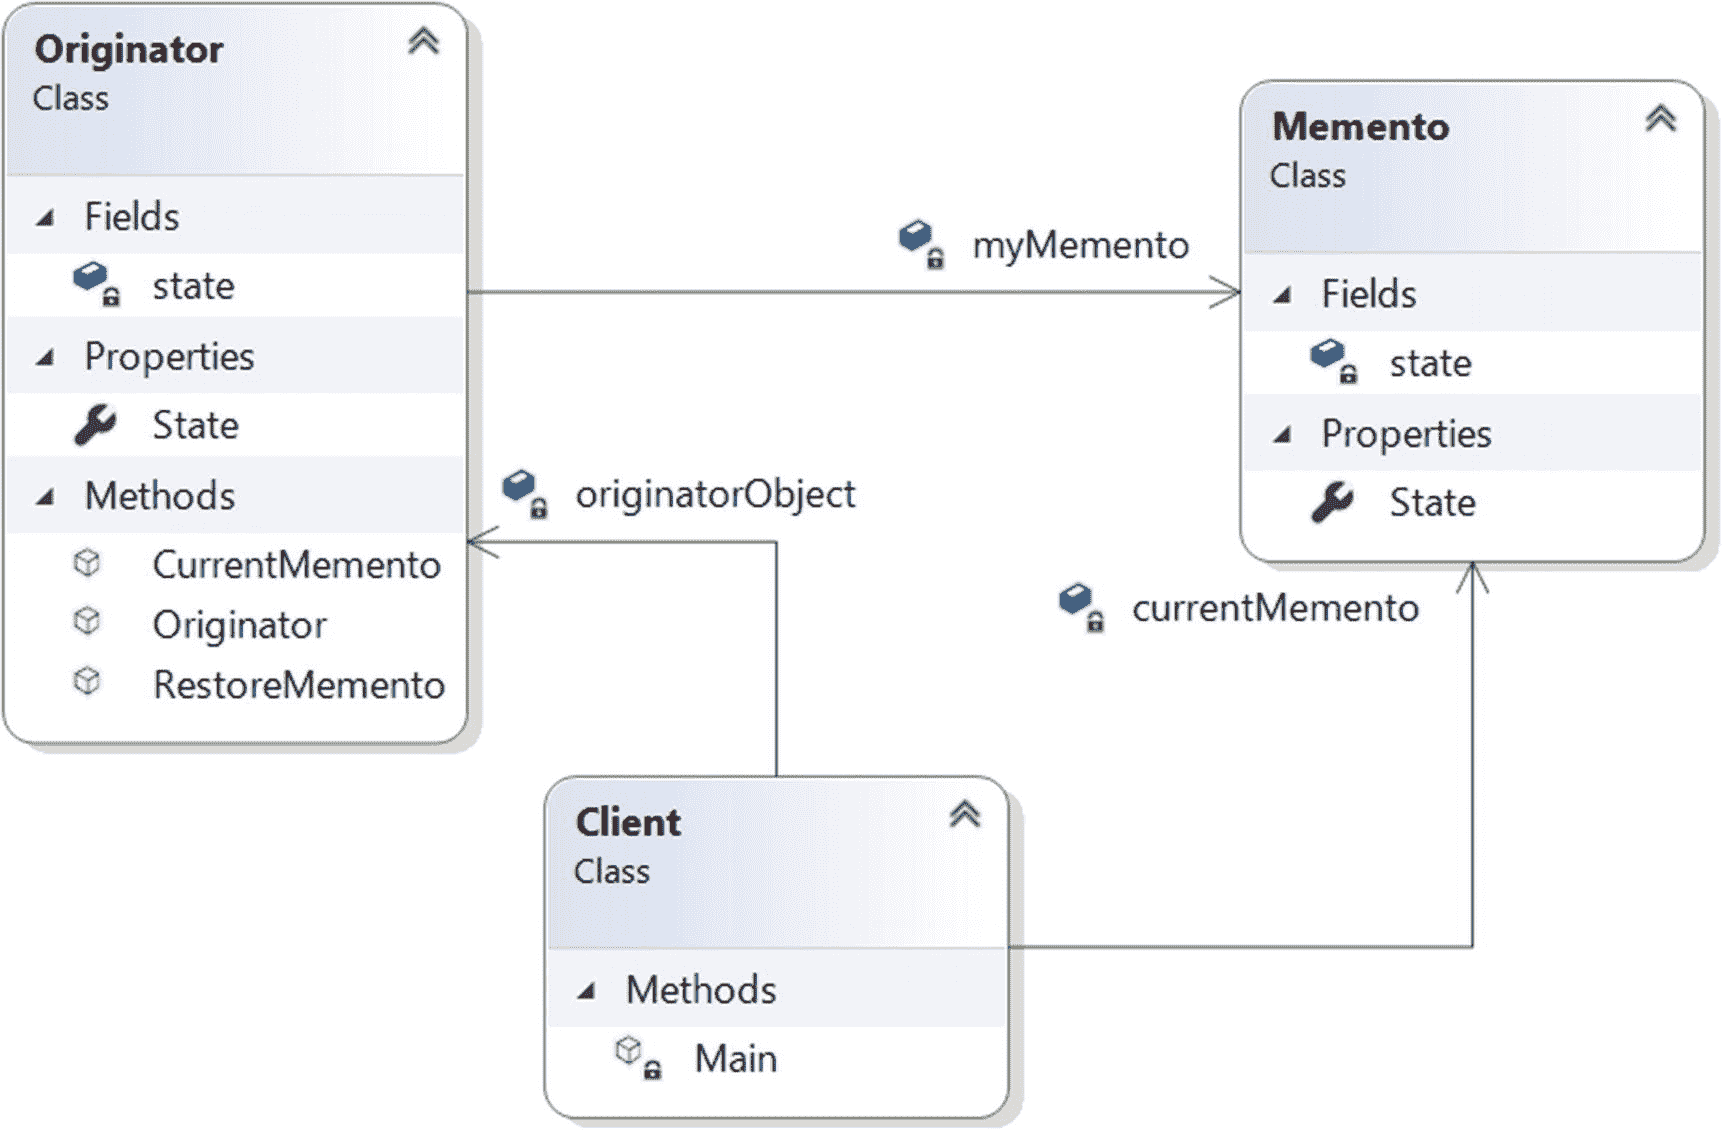 Originator
Class
Fields
state
Properties
State
Methods
CurrentMemento
Originator
RestoreMemento
myMemento
Memento
Class
Fields
state
Properties
State
originatorObject
currentMemento
Client
Class
Methods
Main